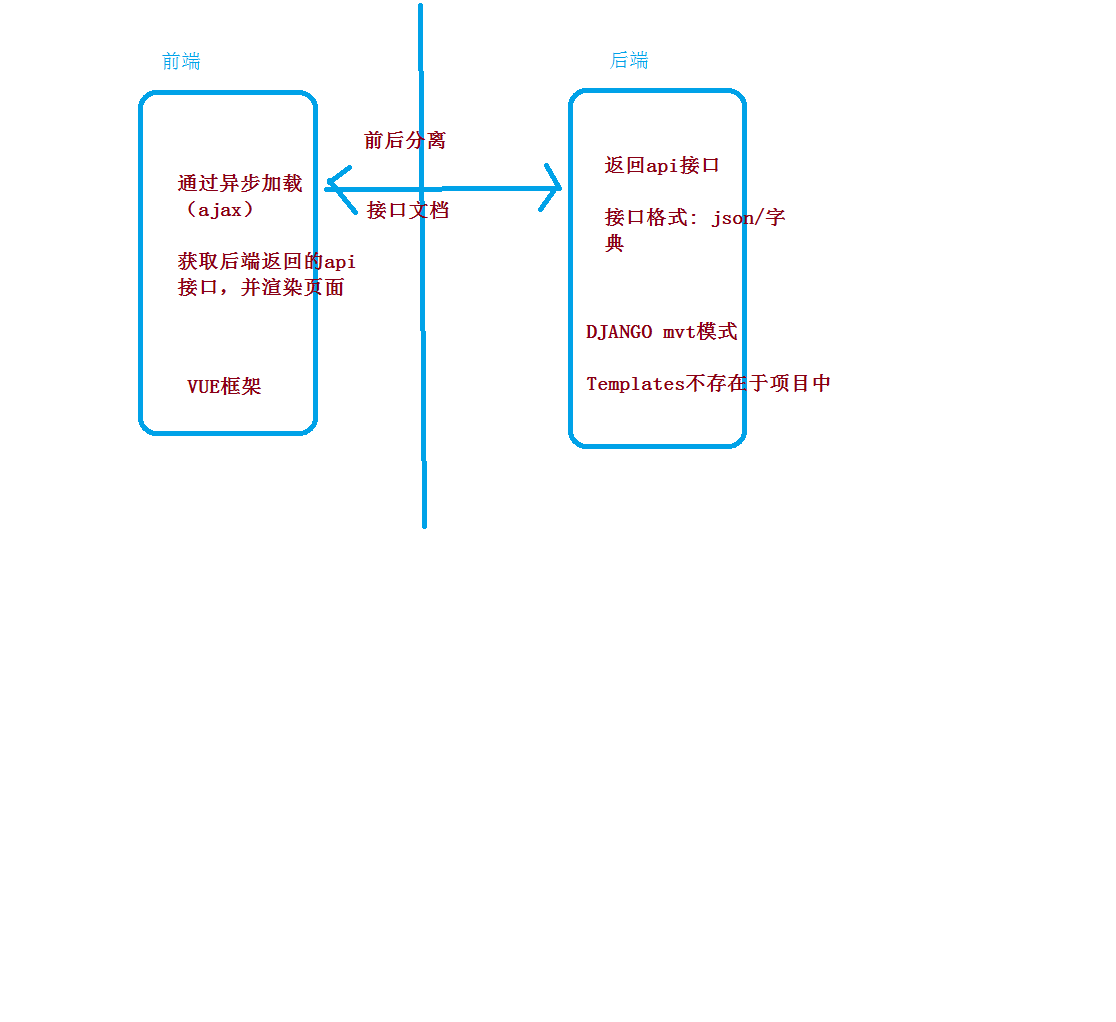 前端
通过异步加载
（ajax）
获取后端返回的api
接口，并渲染页面
VUE框架
前后分离
接口文档
后端
返回api接口
接口格式: json/字
典
DJANGO mvt模式
Templates不存在于项目中